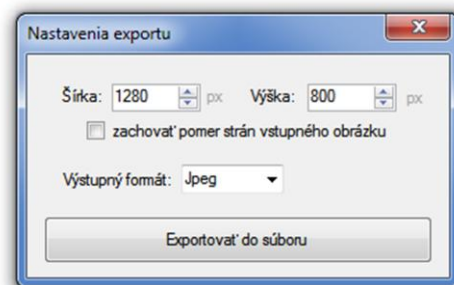 Nastavenia exportu
Šírka: 1280 px Výška: 800 px
zachovať pomer strán vstupného obrázku
Výstupný formát: Jpeg
Exportovať do súboru